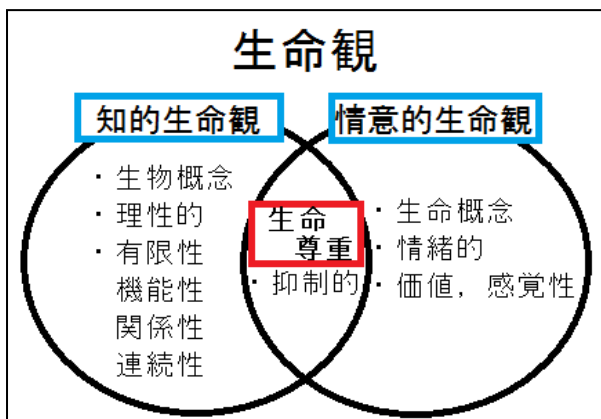 生命観
知的生命観
情意的生命観
・生物概念
・理性的
・有限性
機能性
関係性
連続性
生命
尊重
・抑制的
・生命概念
・情緒的
・価値，感覚性